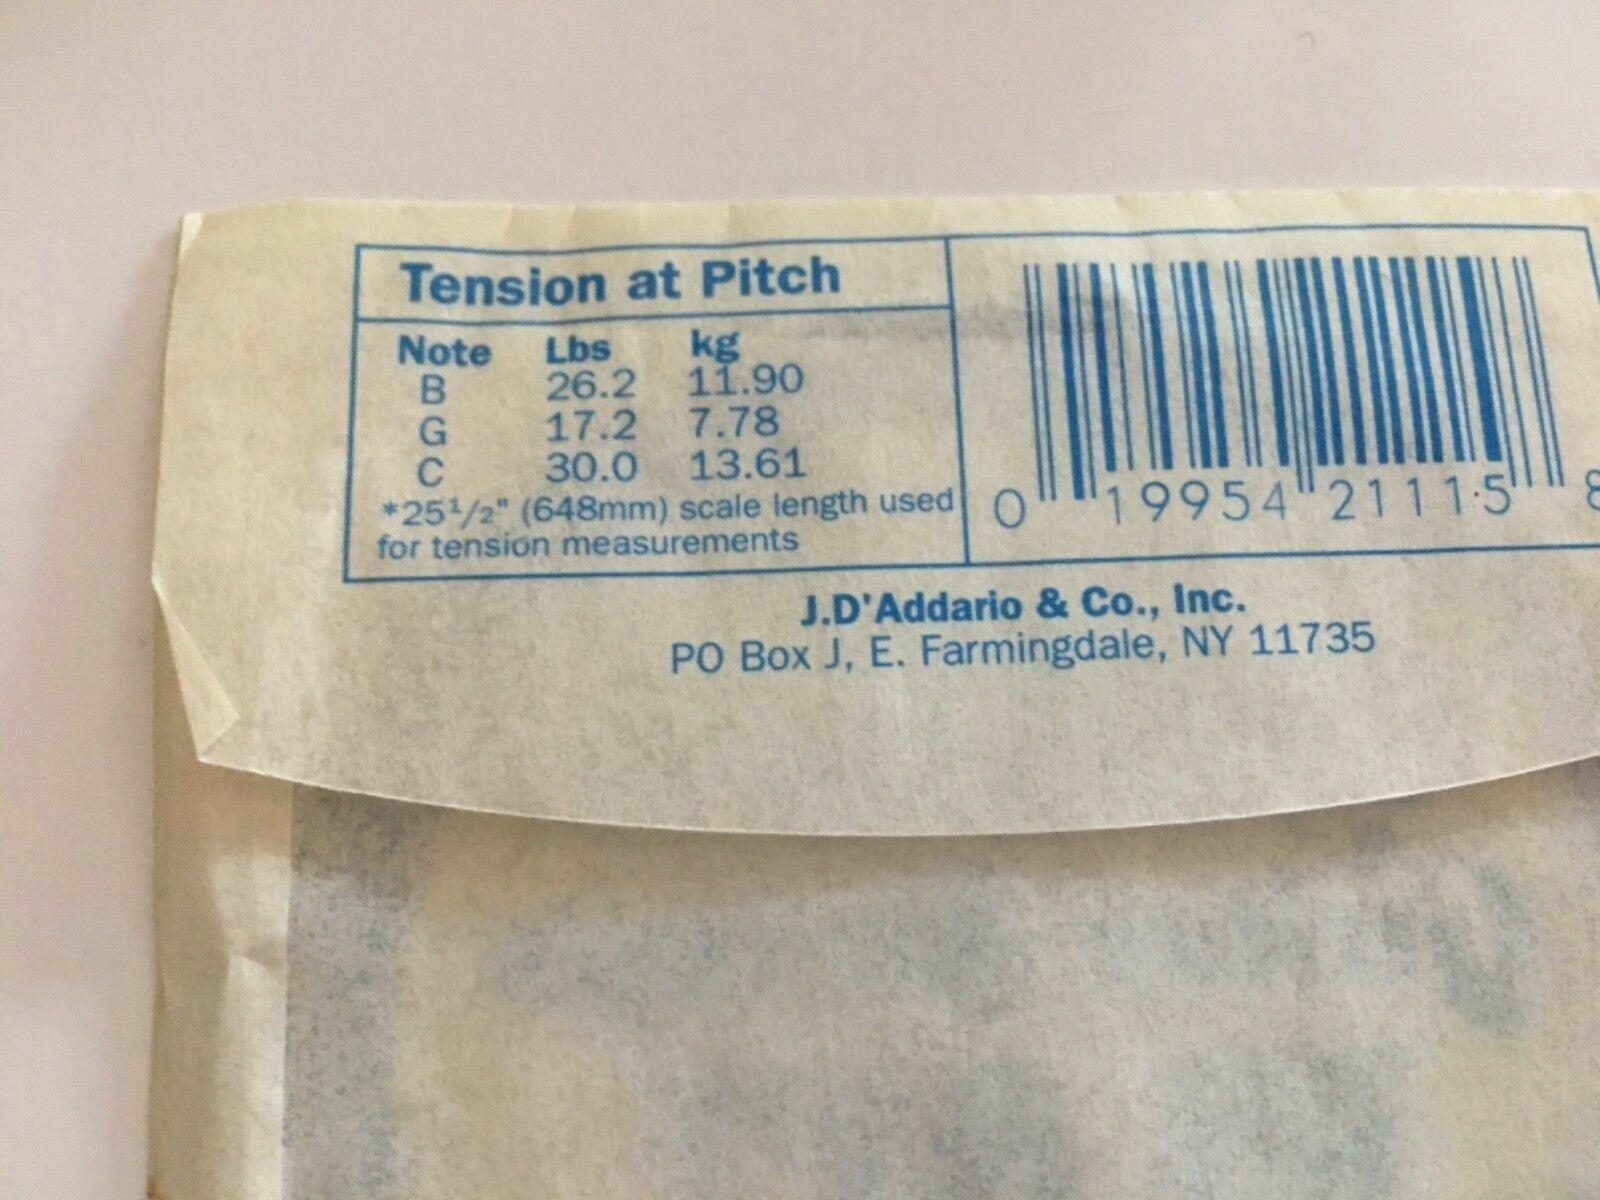 Tension at Pitch
Note Lbs kg
B 26.2 11.90
G 17.2 7.78
C 30.0 13.61
*25½" (648mm) scale length used
for tension measurements
0 19954 21115 8
J.D'Addario & Co., Inc.
PO Box J, E. Farmingdale, NY 11735